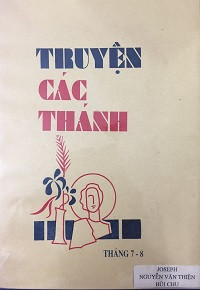 TRUYỆN
CÁC
THÁNH
THÁNG 7 - 8
JOSEPH
NGUYỄN VĂN THIỆN
BÙI CHU